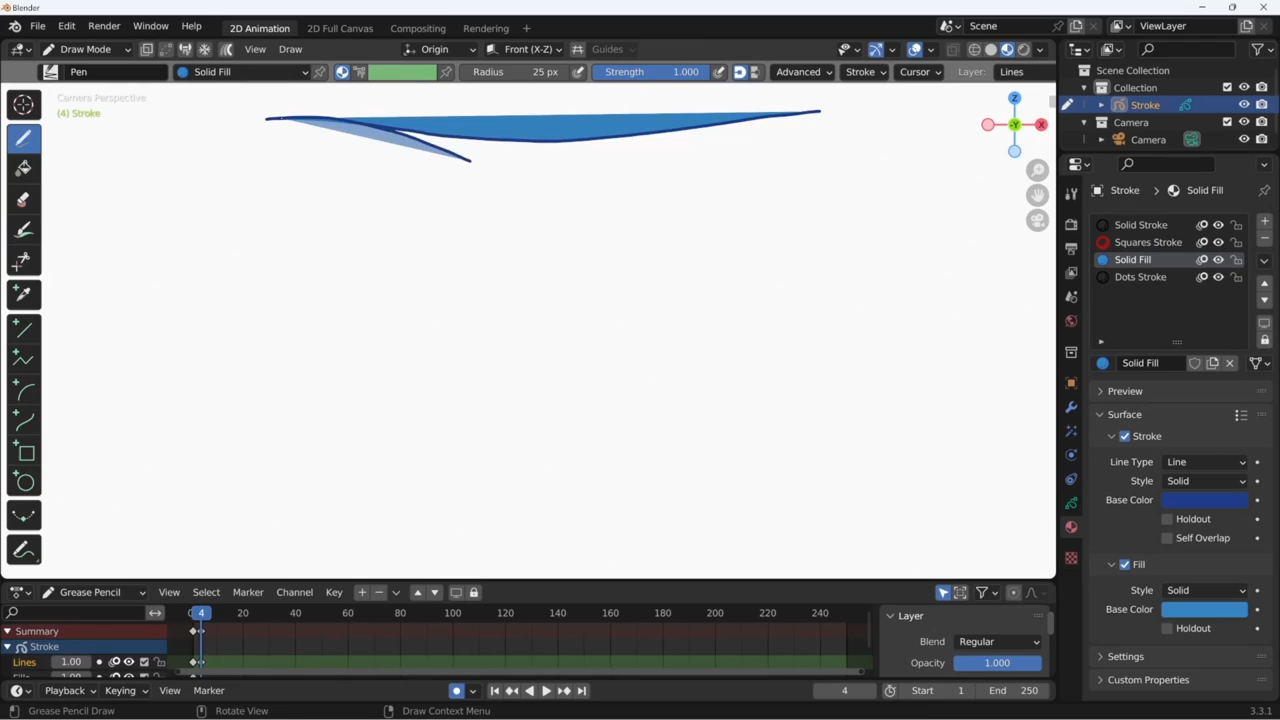 Blender
File Edit Render Window Help 2D Animation 2D Full Canvas Compositing Rendering + Scene ViewLayer
Draw Mode View Draw Origin Front (X-Z) Guides
Pen Solid Fill Radius 25 px Strength 1.000 Advanced Stroke Cursor Layer: Lines
Camera Perspective
(4) Stroke
Z
-Y
X
Scene Collection
Collection
Stroke
Camera
Camera
Stroke > Solid Fill
Solid Stroke
Squares Stroke
Solid Fill
Dots Stroke
Solid Fill
Preview
Surface
Stroke
Line Type Line
Style Solid
Base Color
Holdout
Self Overlap
Fill
Style Solid
Base Color
Holdout
Settings
Custom Properties
Grease Pencil View Select Marker Channel Key
4 20 40 60 80 100 120 140 160 180 200 220 240
Summary
Stroke
Lines 1.00
Layer
Blend Regular
Opacity 1.000
Playback Keying View Marker 4 Start 1 End 250
Grease Pencil Draw Rotate View Draw Context Menu 3.3.1